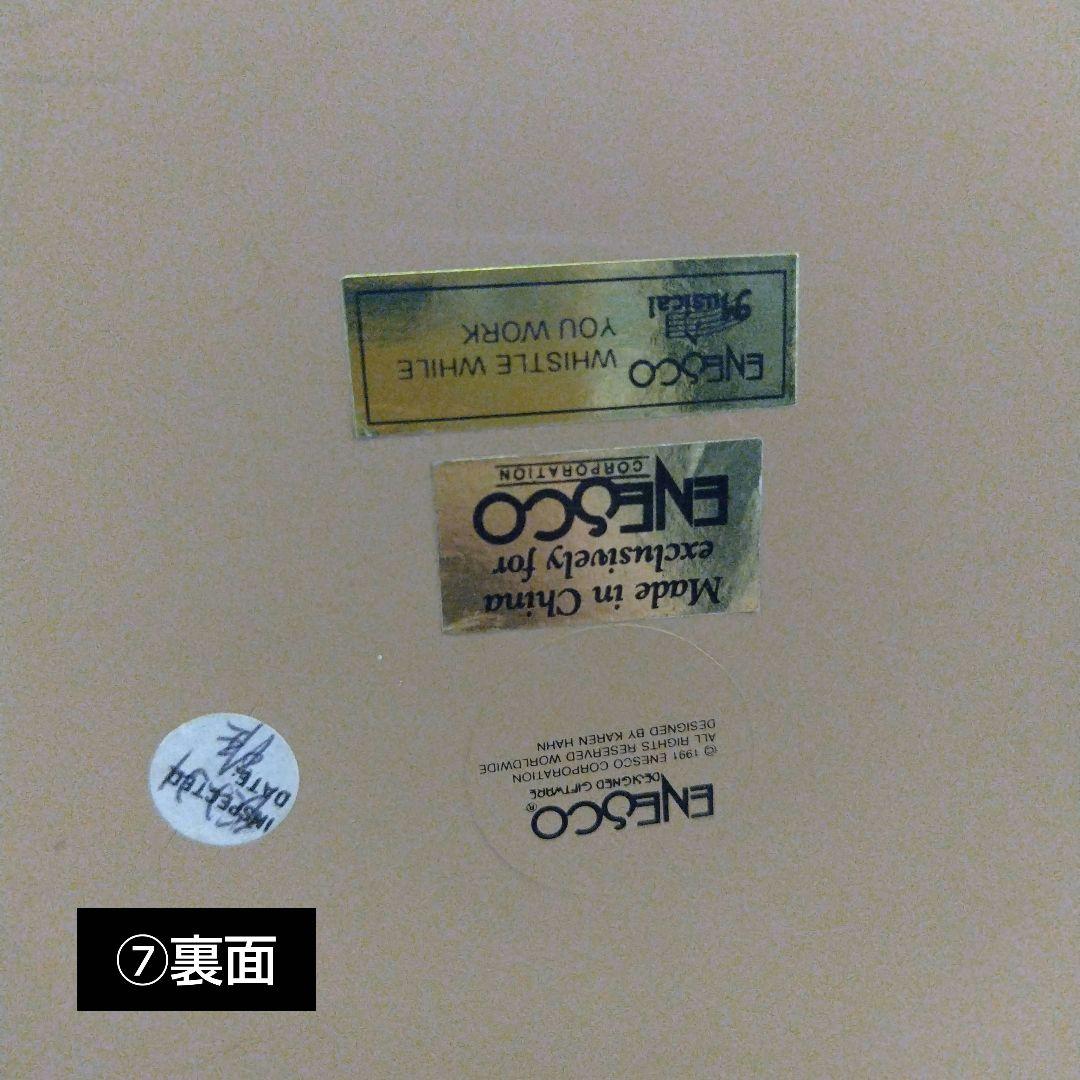 ENESCO
Musical
WHISTLE WHILE
YOU WORK
Made in China
exclusively for
ENESCO
CORPORATION
ENESCO®
DESIGNED GIFTWARE
© 1991 ENESCO CORPORATION
ALL RIGHTS RESERVED WORLDWIDE
DESIGNED BY KAREN HAHN
INSPECTED
DATE
⑦裏面